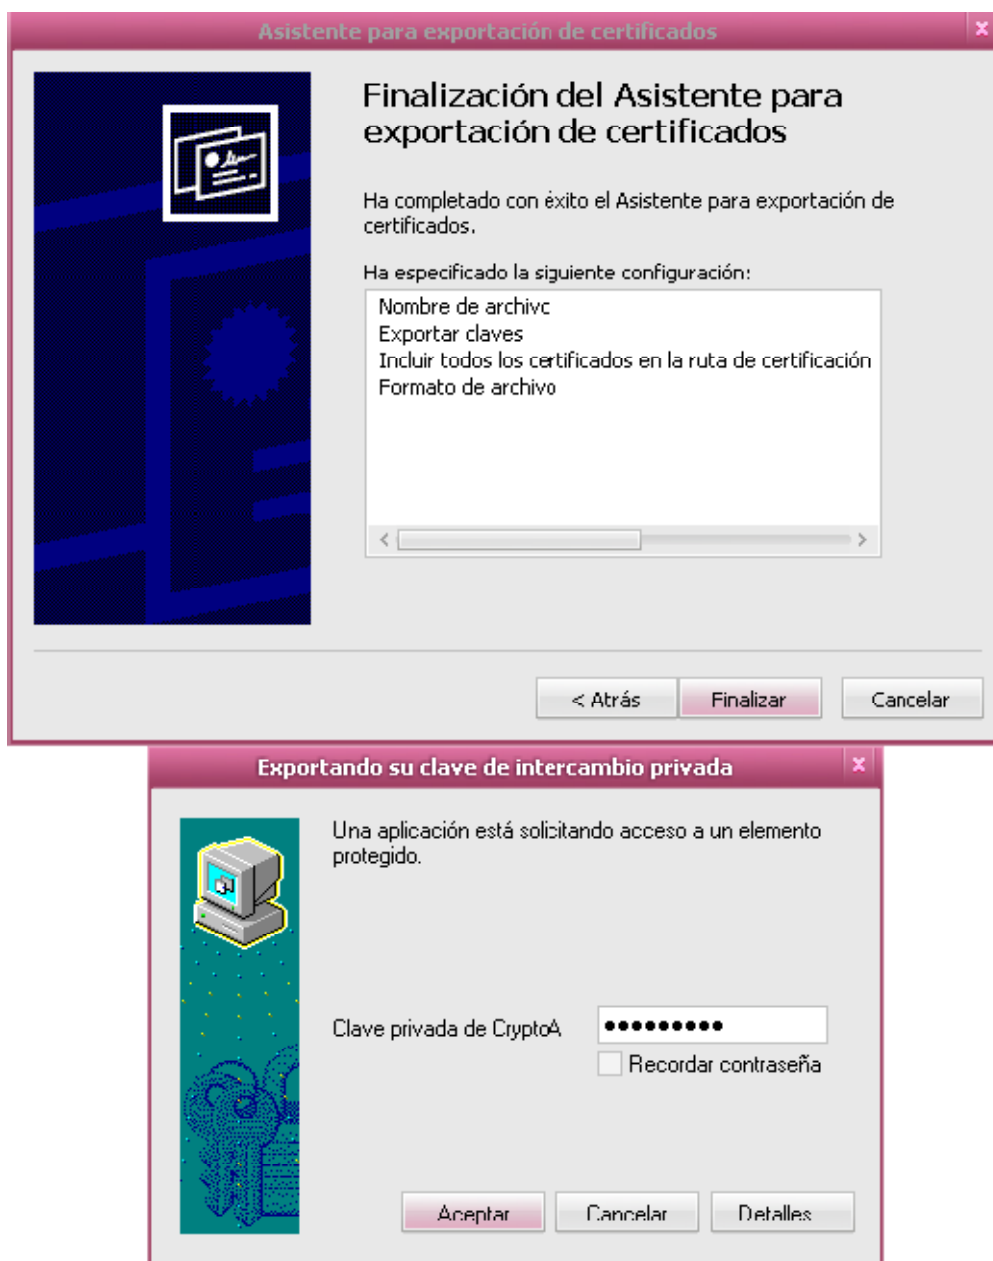 Asistente para exportación de certificados
Finalización del Asistente para
exportación de certificados
Ha completado con éxito el Asistente para exportación de
certificados.
Ha especificado la siguiente configuración:
Nombre de archivo
Exportar claves
Incluir todos los certificados en la ruta de certificación
Formato de archivo
< Atrás
Finalizar
Cancelar
Exportando su clave de intercambio privada
Una aplicación está solicitando acceso a un elemento
protegido.
Clave privada de CryptoA
Recordar contraseña
Aceptar
Cancelar
Detalles